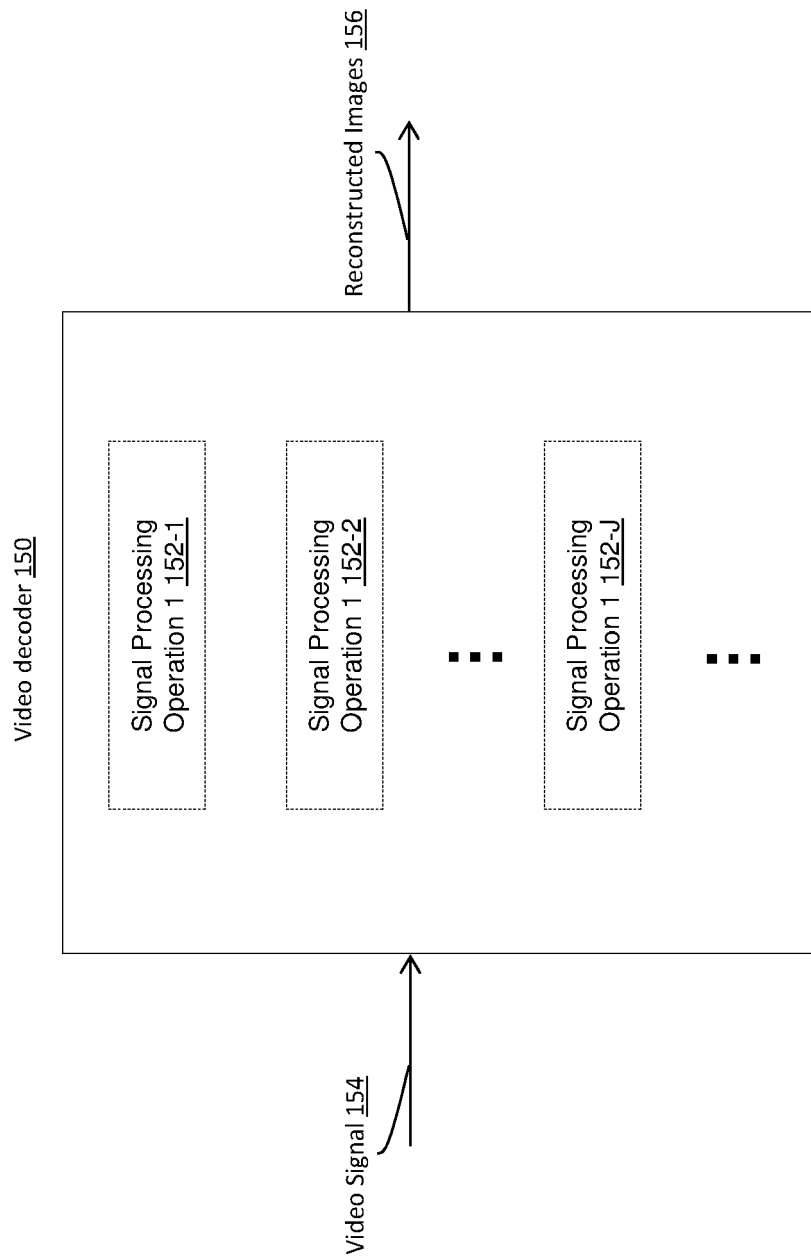 Video decoder 150
Signal Processing
Operation 1 152-1
Signal Processing
Operation 1 152-2
Signal Processing
Operation 1 152-J
Video Signal 154
Reconstructed Images 156